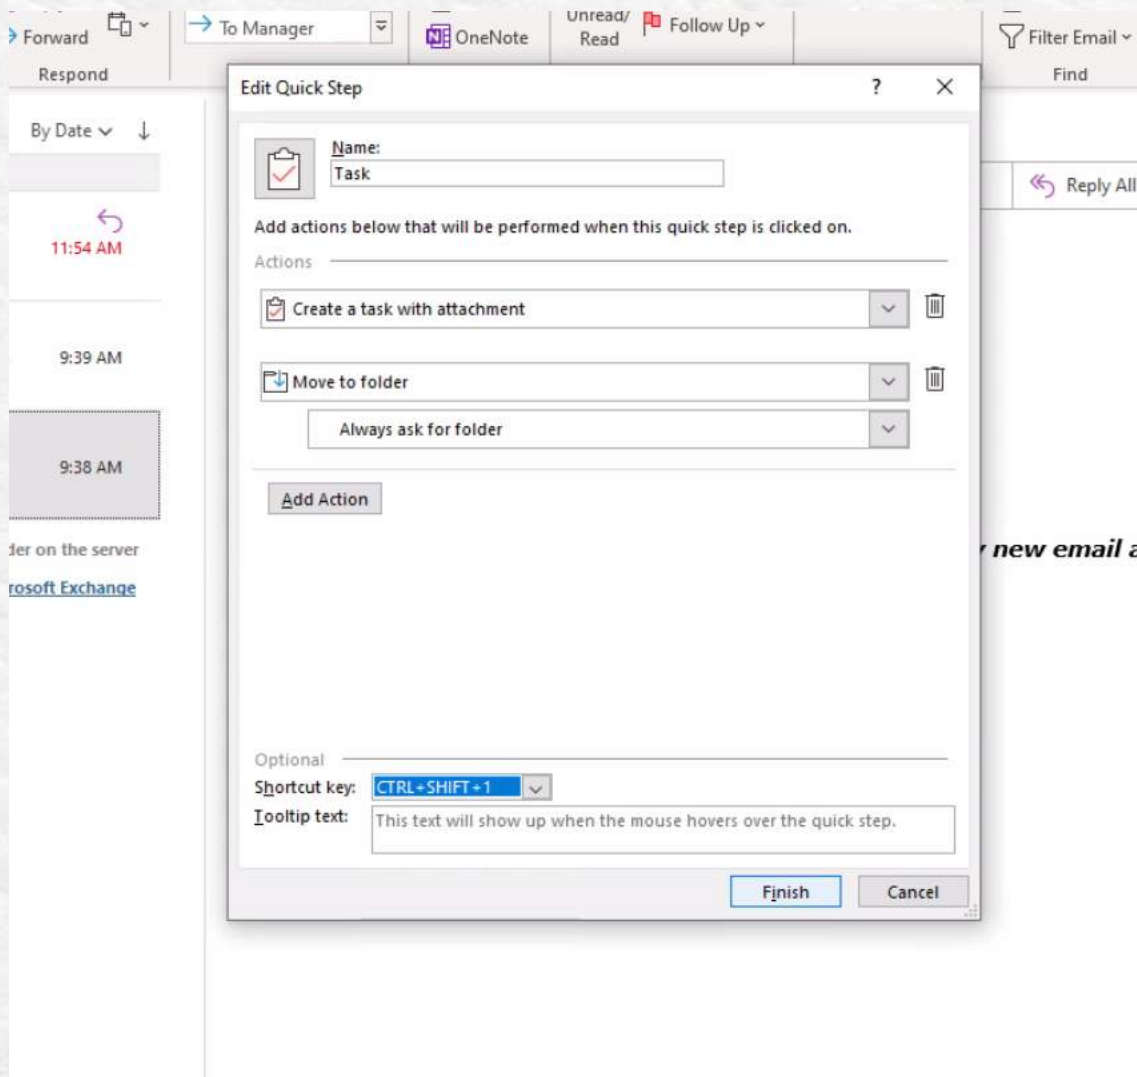 Forward
To Manager
OneNote
Unread/
Read
Follow Up
Filter Email
Respond
Find
Edit Quick Step
?
By Date
Name:
Task
Reply All
11:54 AM
Add actions below that will be performed when this quick step is clicked on.
Actions
Create a task with attachment
9:39 AM
Move to folder
Always ask for folder
9:38 AM
Add Action
der on the server
new email a
rosoft Exchange
Optional
Shortcut key:
CTRL+SHIFT+1
Tooltip text:
This text will show up when the mouse hovers over the quick step.
Finish
Cancel